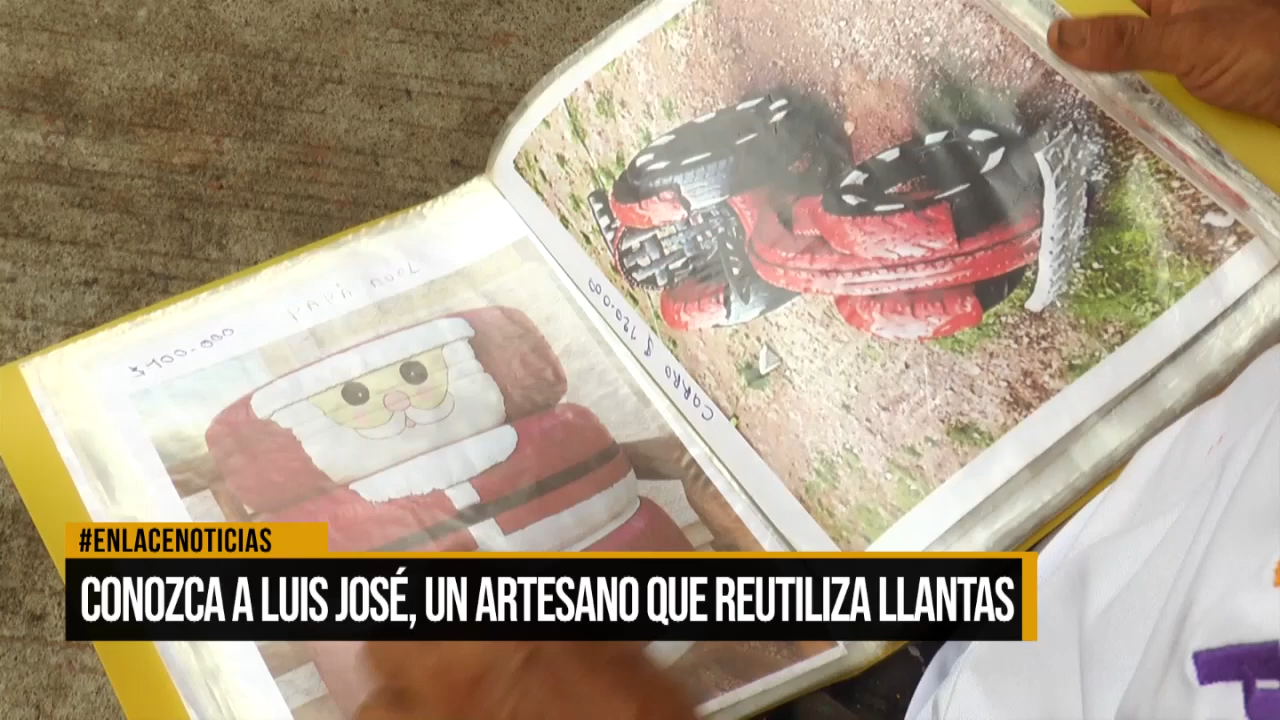 $100-000
PAPÁ NOEL
CARRO $120-000
#ENLACENOTICIAS
CONOZCA A LUIS JOSÉ, UN ARTESANO QUE REUTILIZA LLANTAS